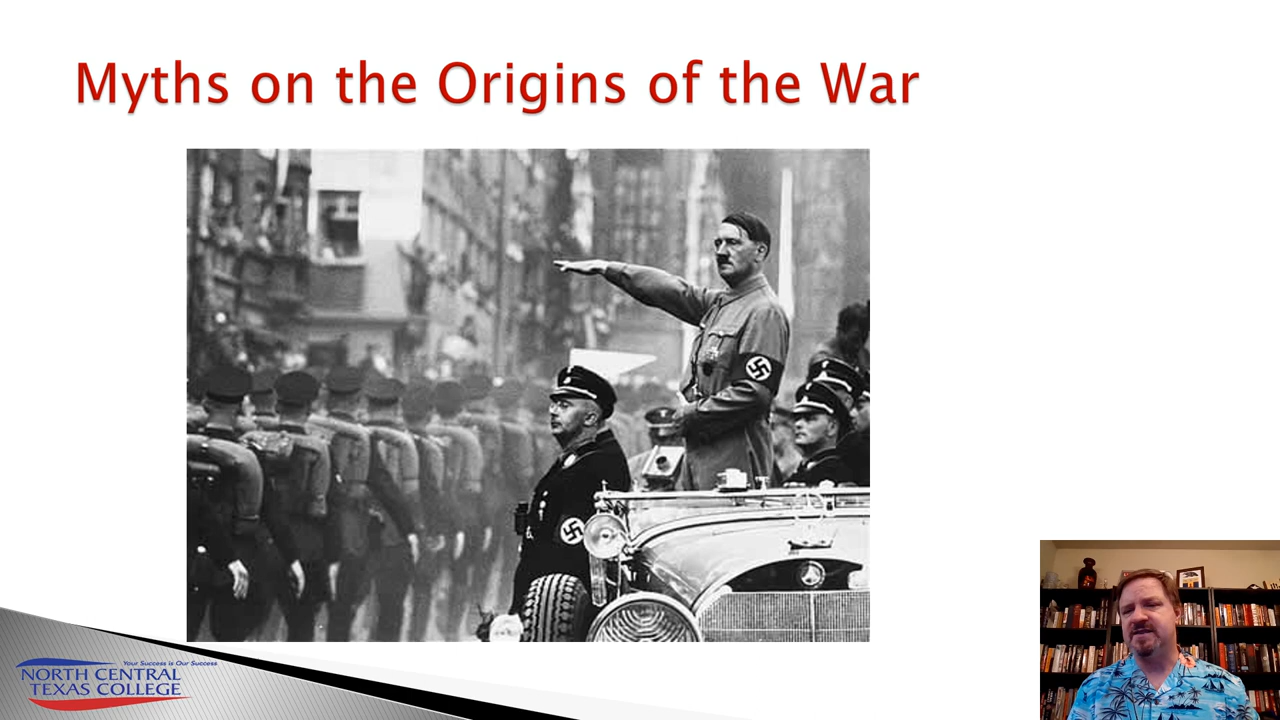 Myths on the Origins of the War
Your Success is Our Success
NORTH CENTRAL
TEXAS COLLEGE